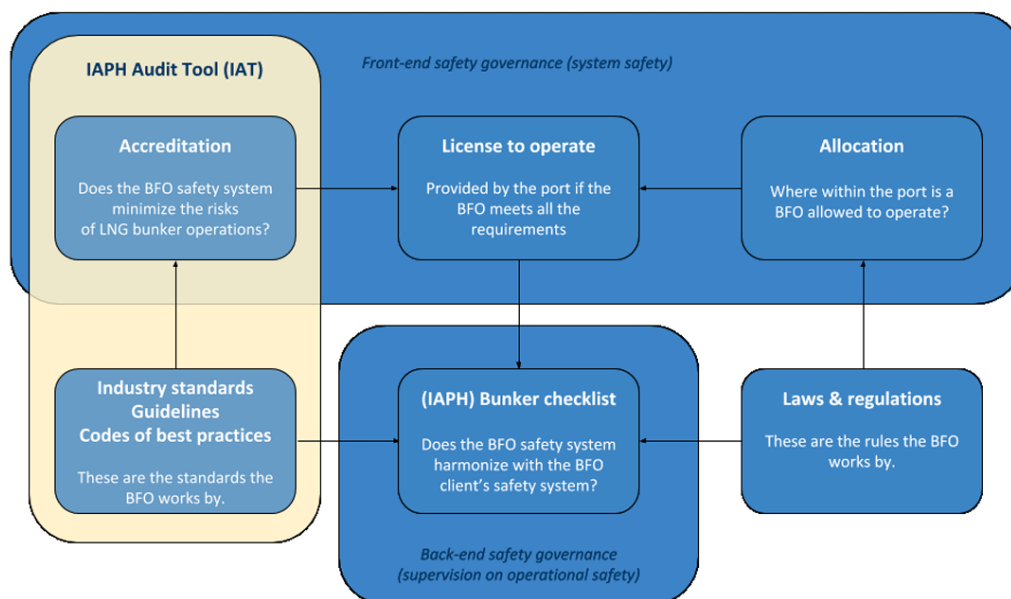 Front-end safety governance (system safety)
IAPH Audit Tool (IAT)
Accreditation
Does the BFO safety system
minimize the risks
of LNG bunker operations?
License to operate
Provided by the port if the
BFO meets all the
requirements
Allocation
Where within the port is a
BFO allowed to operate?
Industry standards
Guidelines
Codes of best practices
These are the standards the
BFO works by.
(IAPH) Bunker checklist
Does the BFO safety system
harmonize with the BFO
client's safety system?
Laws & regulations
These are the rules the BFO
works by.
Back-end safety governance
(supervision on operational safety)